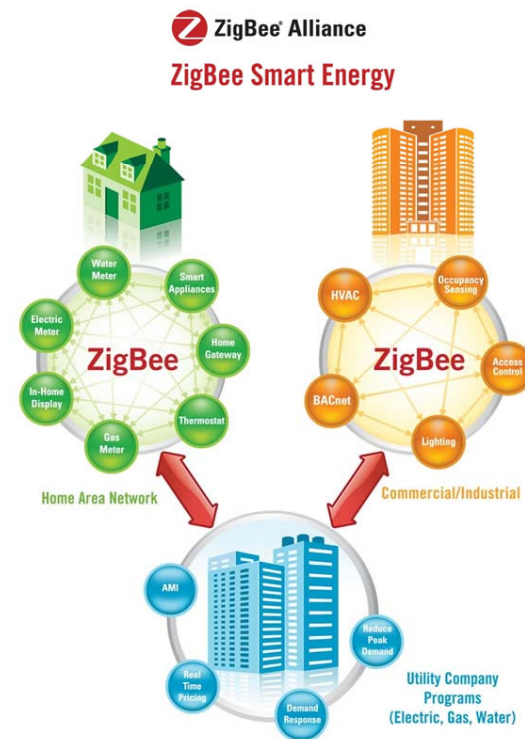 ZigBee® Alliance
ZigBee Smart Energy
Water
Meter
Smart
Appliances
Electric
Meter
ZigBee
Home
Gateway
In-Home
Display
Thermostat
Gas
Meter
Home Area Network
HVAC
Occupancy
Sensing
ZigBee
Access
Control
BACnet
Lighting
Commercial/Industrial
AMI
Reduce
Peak
Demand
Real
Time
Pricing
Demand
Response
Utility Company
Programs
(Electric, Gas, Water)